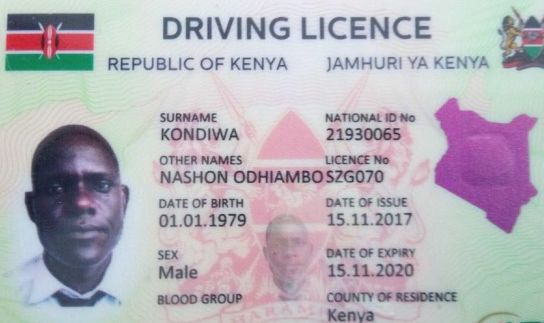 DRIVING LICENCE
REPUBLIC OF KENYA JAMHURI YA KENYA
SURNAME NATIONAL ID No
KONDIWA 21930065
OTHER NAMES LICENCE No
NASHON ODHIAMBO SZG070
DATE OF BIRTH DATE OF ISSUE
01.01.1979 15.11.2017
SEX DATE OF EXPIRY
Male 15.11.2020
BLOOD GROUP COUNTY OF RESIDENCE
Kenya